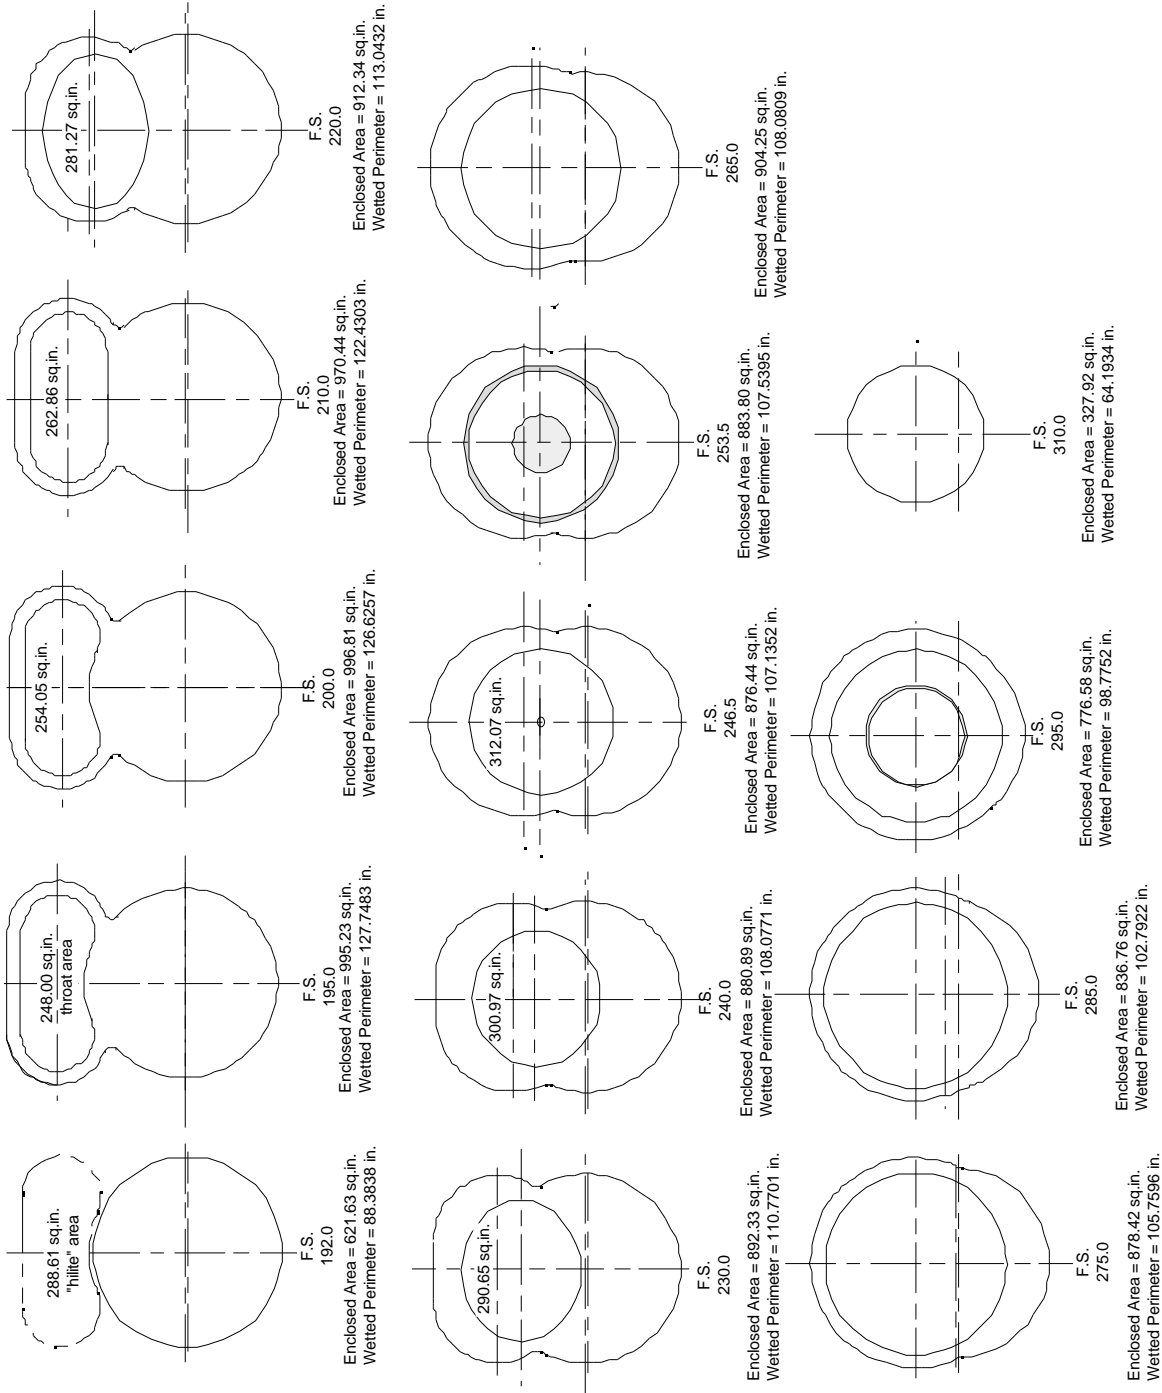 288.61 sq.in.
"hilite" area
F.S.
192.0
Enclosed Area = 621.63 sq.in.
Wetted Perimeter = 88.3838 in.
248.00 sq.in.
throat area
F.S.
195.0
Enclosed Area = 995.23 sq.in.
Wetted Perimeter = 127.7483 in.
254.05 sq.in.
F.S.
200.0
Enclosed Area = 996.81 sq.in.
Wetted Perimeter = 126.6257 in.
262.86 sq.in.
F.S.
210.0
Enclosed Area = 970.44 sq.in.
Wetted Perimeter = 122.4303 in.
281.27 sq.in.
F.S.
220.0
Enclosed Area = 912.34 sq.in.
Wetted Perimeter = 113.0432 in.
290.65 sq.in.
F.S.
230.0
Enclosed Area = 892.33 sq.in.
Wetted Perimeter = 110.7701 in.
300.97 sq.in.
F.S.
240.0
Enclosed Area = 880.89 sq.in.
Wetted Perimeter = 108.0771 in.
312.07 sq.in.
F.S.
246.5
Enclosed Area = 876.44 sq.in.
Wetted Perimeter = 107.1352 in.
F.S.
253.5
Enclosed Area = 883.80 sq.in.
Wetted Perimeter = 107.5395 in.
F.S.
265.0
Enclosed Area = 904.25 sq.in.
Wetted Perimeter = 108.0809 in.
F.S.
275.0
Enclosed Area = 878.42 sq.in.
Wetted Perimeter = 105.7596 in.
F.S.
285.0
Enclosed Area = 836.76 sq.in.
Wetted Perimeter = 102.7922 in.
F.S.
295.0
Enclosed Area = 776.58 sq.in.
Wetted Perimeter = 98.7752 in.
F.S.
310.0
Enclosed Area = 327.92 sq.in.
Wetted Perimeter = 64.1934 in.